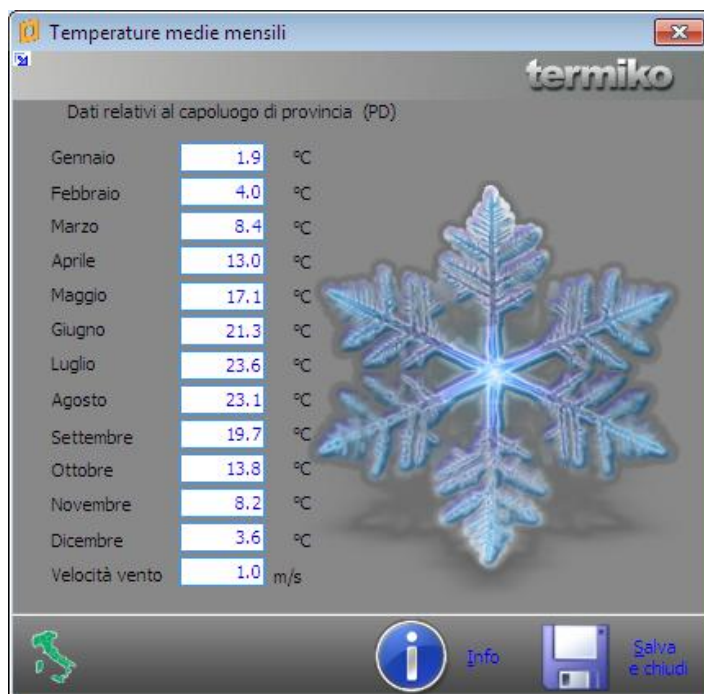 Temperature medie mensili
termiko
Dati relativi al capoluogo di provincia (PD)
Gennaio 1.9 °C
Febbraio 4.0 °C
Marzo 8.4 °C
Aprile 13.0 °C
Maggio 17.1 °C
Giugno 21.3 °C
Luglio 23.6 °C
Agosto 23.1 °C
Settembre 19.7 °C
Ottobre 13.8 °C
Novembre 8.2 °C
Dicembre 3.6 °C
Velocità vento 1.0 m/s
Info
Salva
e chiudi